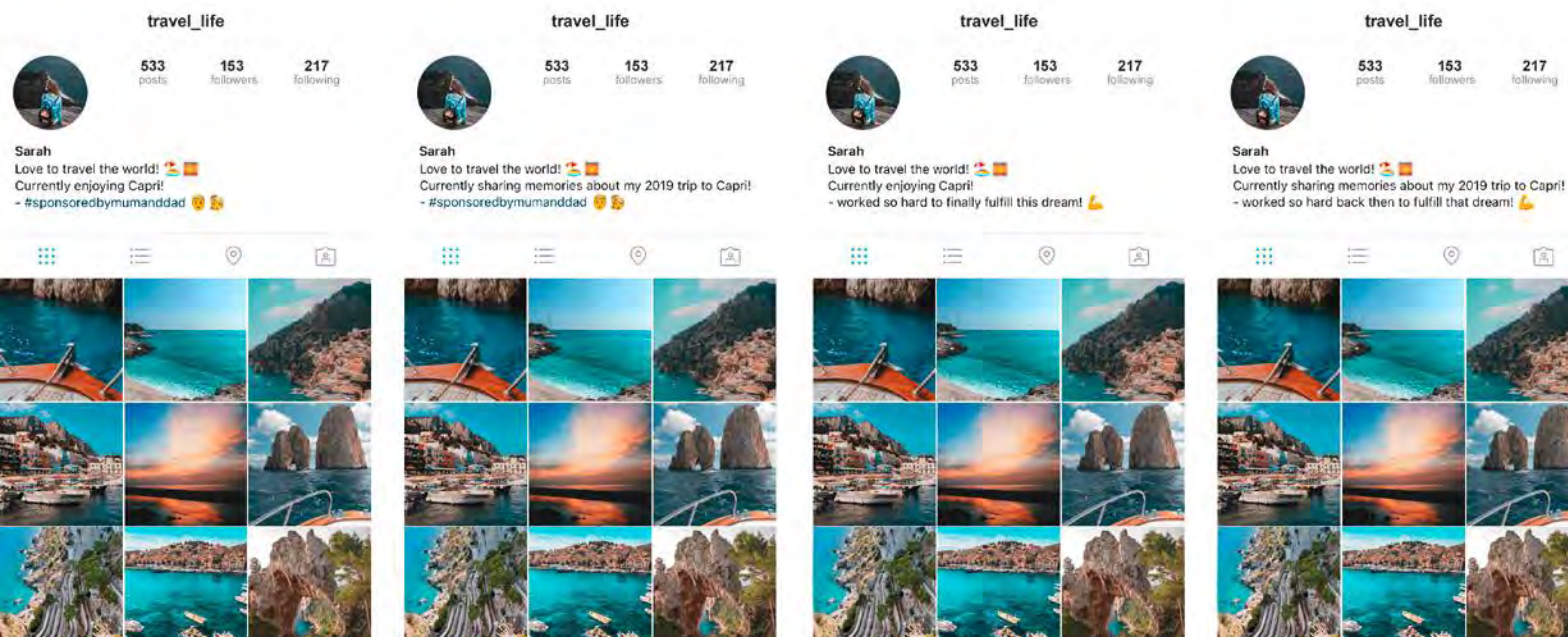 travel_life
533 153 217
posts followers following
Sarah
Love to travel the world! 🏖️🌅
Currently enjoying Capri!
- #sponsoredbymumanddad
travel_life
533 153 217
posts followers following
Sarah
Love to travel the world! 🏖️🌅
Currently sharing memories about my 2019 trip to Capri!
- #sponsoredbymumanddad
travel_life
533 153 217
posts followers following
Sarah
Love to travel the world! 🏖️🌅
Currently enjoying Capri!
- worked so hard to finally fulfill this dream! 💪
travel_life
533 153 217
posts followers following
Sarah
Love to travel the world! 🏖️🌅
Currently sharing memories about my 2019 trip to Capri!
- worked so hard back then to fulfill that dream! 💪